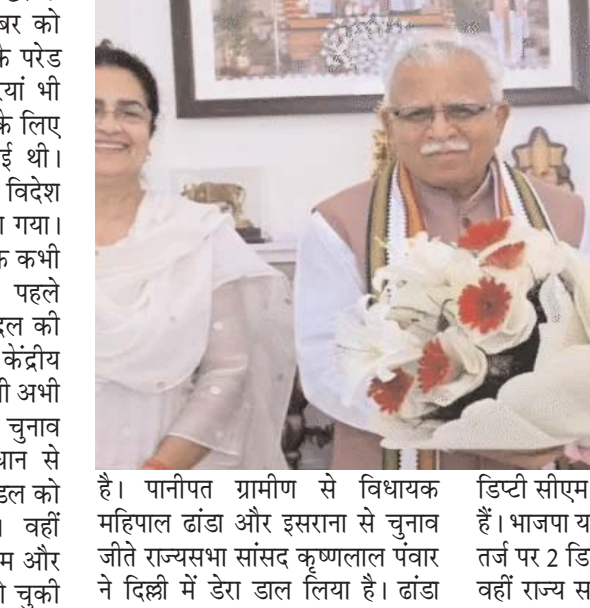 बर को
के परेड
यां भी
के लिए
ई थी।
विदेश
गया।
कभी
पहले
दल की
केंद्रीय
अभी
चुनाव
धान से
डल को
। वहीं
म और
चुकी
है। पानीपत ग्रामीण से विधायक
महिपाल ढांडा और इसराना से चुनाव
जीते राज्यसभा सांसद कृष्णलाल पंवार
ने दिल्ली में डेरा डाल लिया है। ढांडा
डिप्टी सीएम
हैं। भाजपा य
तर्ज पर 2 डि
वहीं राज्य स